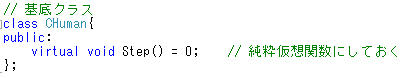 // 基底クラス
class CHuman{
public:
    virtual void Step() = 0;    // 純粋仮想関数にしておく
};